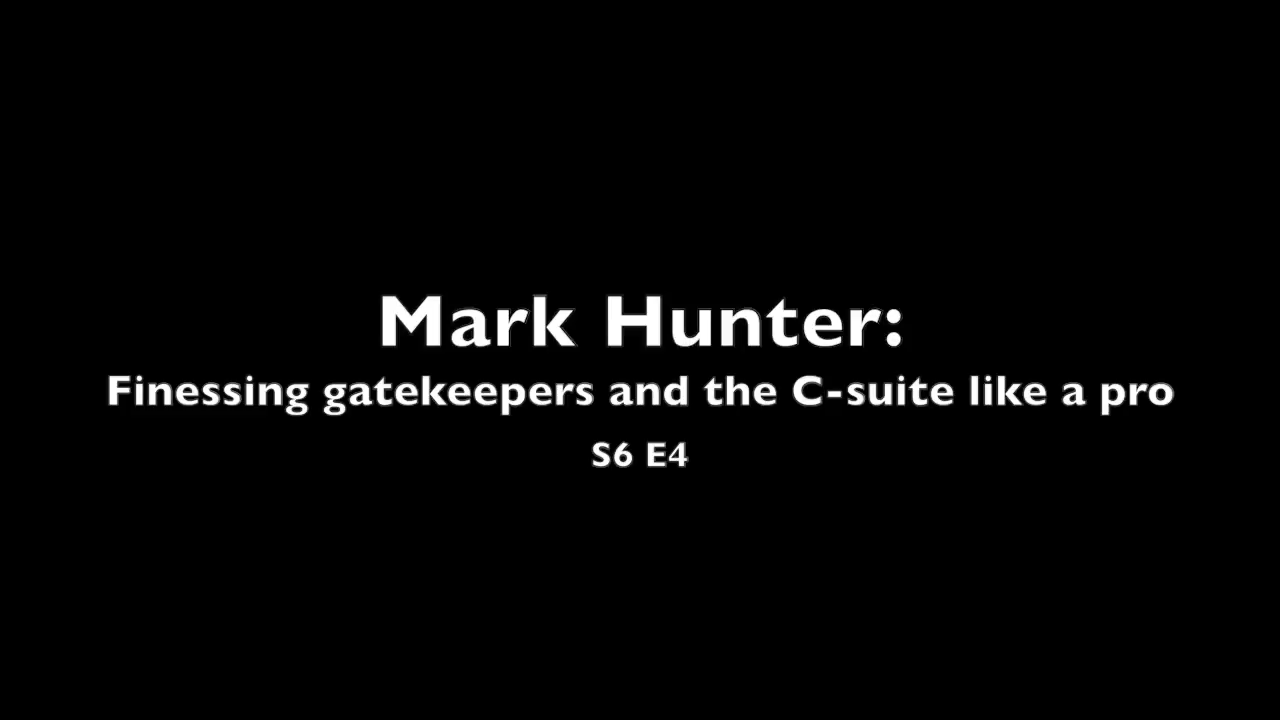 Mark Hunter:
Finessing gatekeepers and the C-suite like a pro
S6 E4